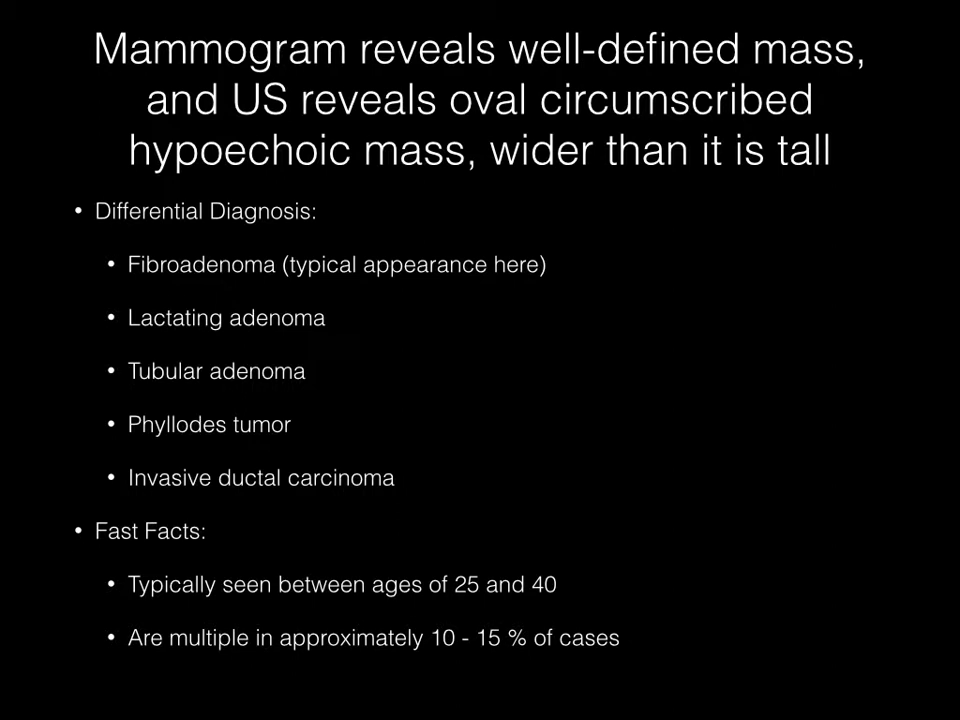 Mammogram reveals well-defined mass,
and US reveals oval circumscribed
hypoechoic mass, wider than it is tall
• Differential Diagnosis:
• Fibroadenoma (typical appearance here)
• Lactating adenoma
• Tubular adenoma
• Phyllodes tumor
• Invasive ductal carcinoma
• Fast Facts:
• Typically seen between ages of 25 and 40
• Are multiple in approximately 10 - 15 % of cases